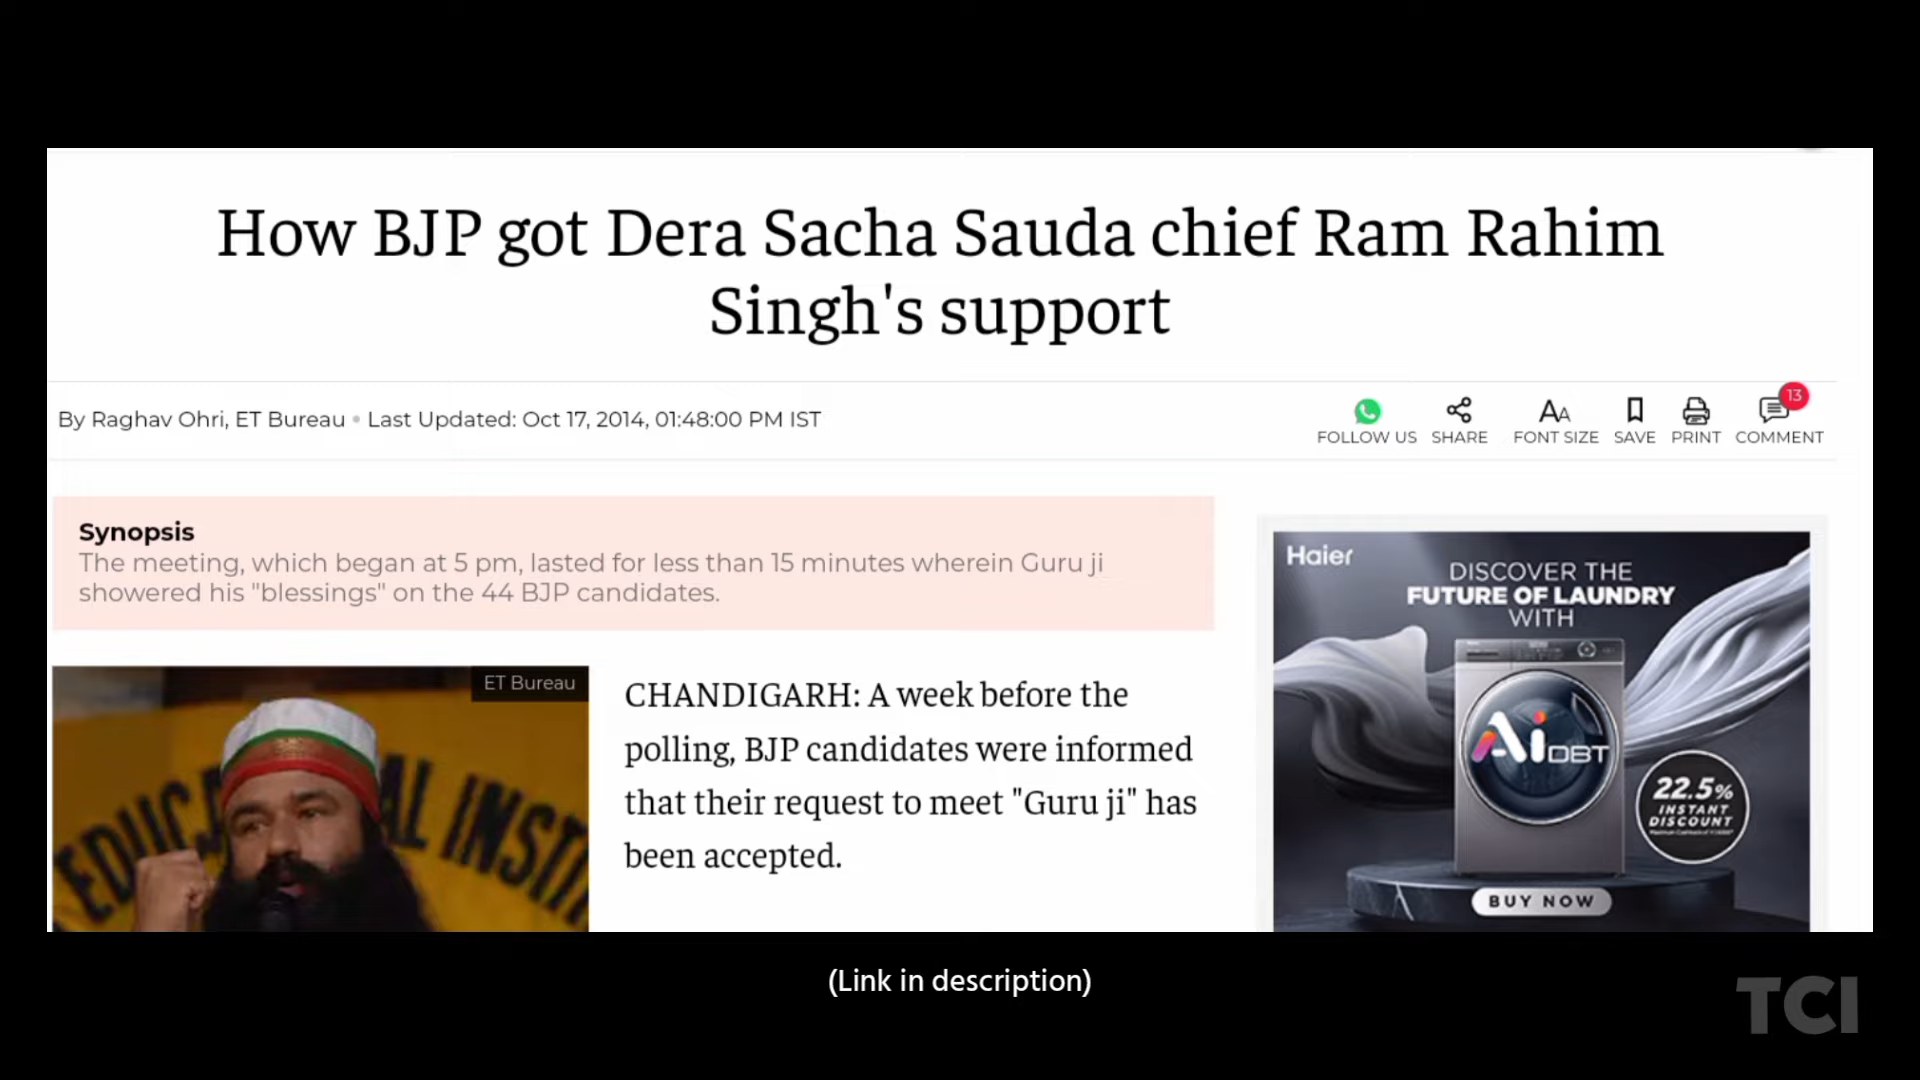 How BJP got Dera Sacha Sauda chief Ram Rahim
Singh's support
By Raghav Ohri, ET Bureau • Last Updated: Oct 17, 2014, 01:48:00 PM IST
FOLLOW US
SHARE
FONT SIZE
SAVE
PRINT
13
COMMENT
Synopsis
The meeting, which began at 5 pm, lasted for less than 15 minutes wherein Guru ji
showered his "blessings" on the 44 BJP candidates.
ET Bureau
CHANDIGARH: A week before the
polling, BJP candidates were informed
that their request to meet "Guru ji" has
been accepted.
Haier
DISCOVER THE
FUTURE OF LAUNDRY
WITH
Ai DBT
22.5%
INSTANT
DISCOUNT
BUY NOW
(Link in description)
TCI